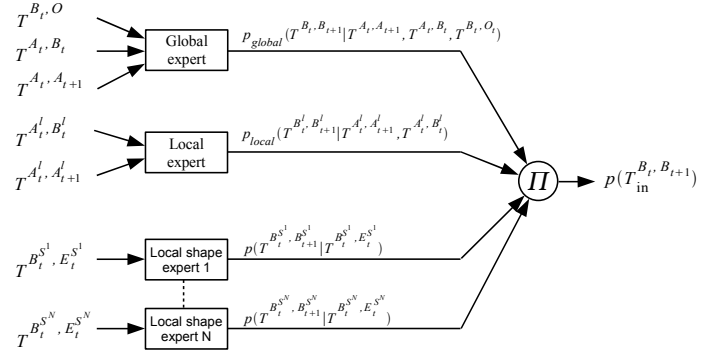 T^{B_t, O}
T^{A_t, B_t}
T^{A_t, A_{t+1}}
Global expert
p_{global}(T^{B_t, B_{t+1}}|T^{A_t, A_{t+1}}, T^{A_t, B_t}, T^{B_t, O_t})
T^{A_t^l, B_t^l}
T^{A_t^l, A_{t+1}^l}
Local expert
p_{local}(T^{B_t^l, B_{t+1}^l}|T^{A_t^l, A_{t+1}^l}, T^{A_t^l, B_t^l})
Π
p(T_{in}^{B_t, B_{t+1}})
T^{B_t^{S^1}, E_t^{S^1}}
Local shape
expert 1
p(T^{B_t^{S^1}, B_{t+1}^{S^1}}|T^{B_t^{S^1}, E_t^{S^1}})
T^{B_t^{S^N}, E_t^{S^N}}
Local shape
expert N
p(T^{B_t^{S^N}, B_{t+1}^{S^N}}|T^{B_t^{S^N}, E_t^{S^N}})